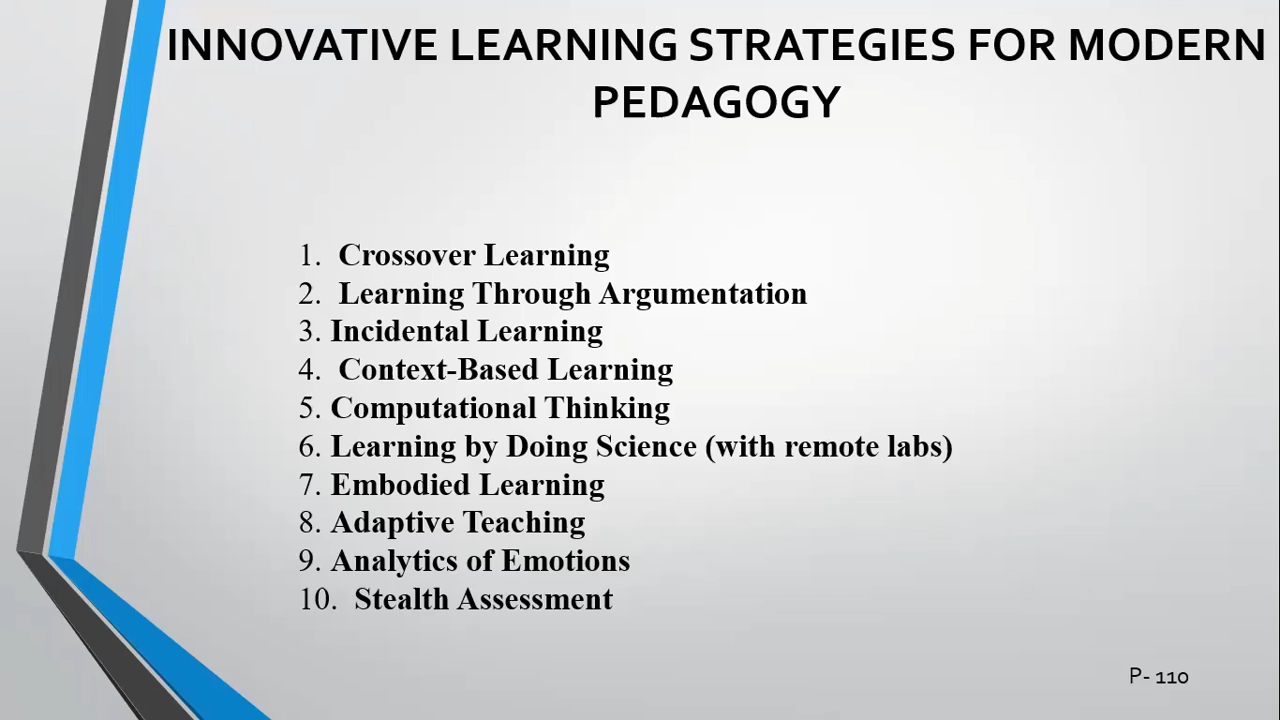 INNOVATIVE LEARNING STRATEGIES FOR MODERN
PEDAGOGY
1. Crossover Learning
2. Learning Through Argumentation
3. Incidental Learning
4. Context-Based Learning
5. Computational Thinking
6. Learning by Doing Science (with remote labs)
7. Embodied Learning
8. Adaptive Teaching
9. Analytics of Emotions
10. Stealth Assessment
P- 110